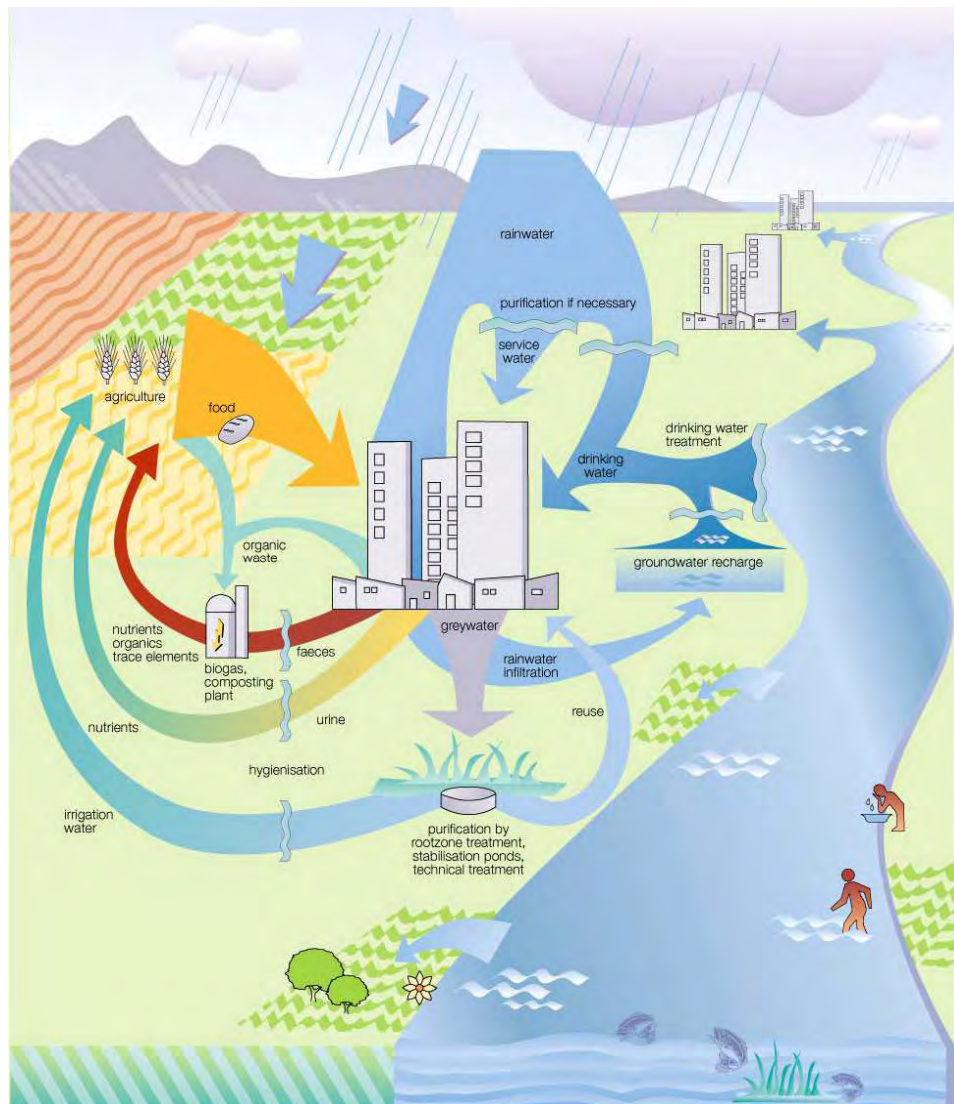 rainwater
purification if necessary
service
water
agriculture
food
drinking water
treatment
drinking
water
organic
waste
groundwater recharge
greywater
nutrients
organics
trace elements
faeces
biogas,
composting
plant
rainwater
infiltration
reuse
urine
nutrients
hygienisation
irrigation
water
purification by
rootzone treatment,
stabilisation ponds,
technical treatment